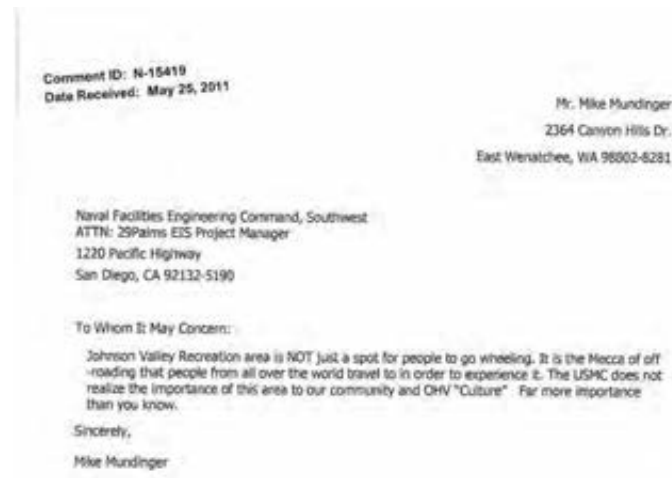 Comment ID: N-15419
Date Received: May 25, 2011
Mr. Mike Mundinger
2364 Canyon Hills Dr.
East Wenatchee, WA 98802-8281
Naval Facilities Engineering Command, Southwest
ATTN: 29Palms EIS Project Manager
1220 Pacific Highway
San Diego, CA 92132-5190
To Whom It May Concern:
Johnson Valley Recreation area is NOT just a spot for people to go wheeling. It is the Mecca of off
-roading that people from all over the world travel to in order to experience it. The USMC does not
realize the importance of this area to our community and OHV "Culture" Far more importance
than you know.
Sincerely,
Mike Mundinger